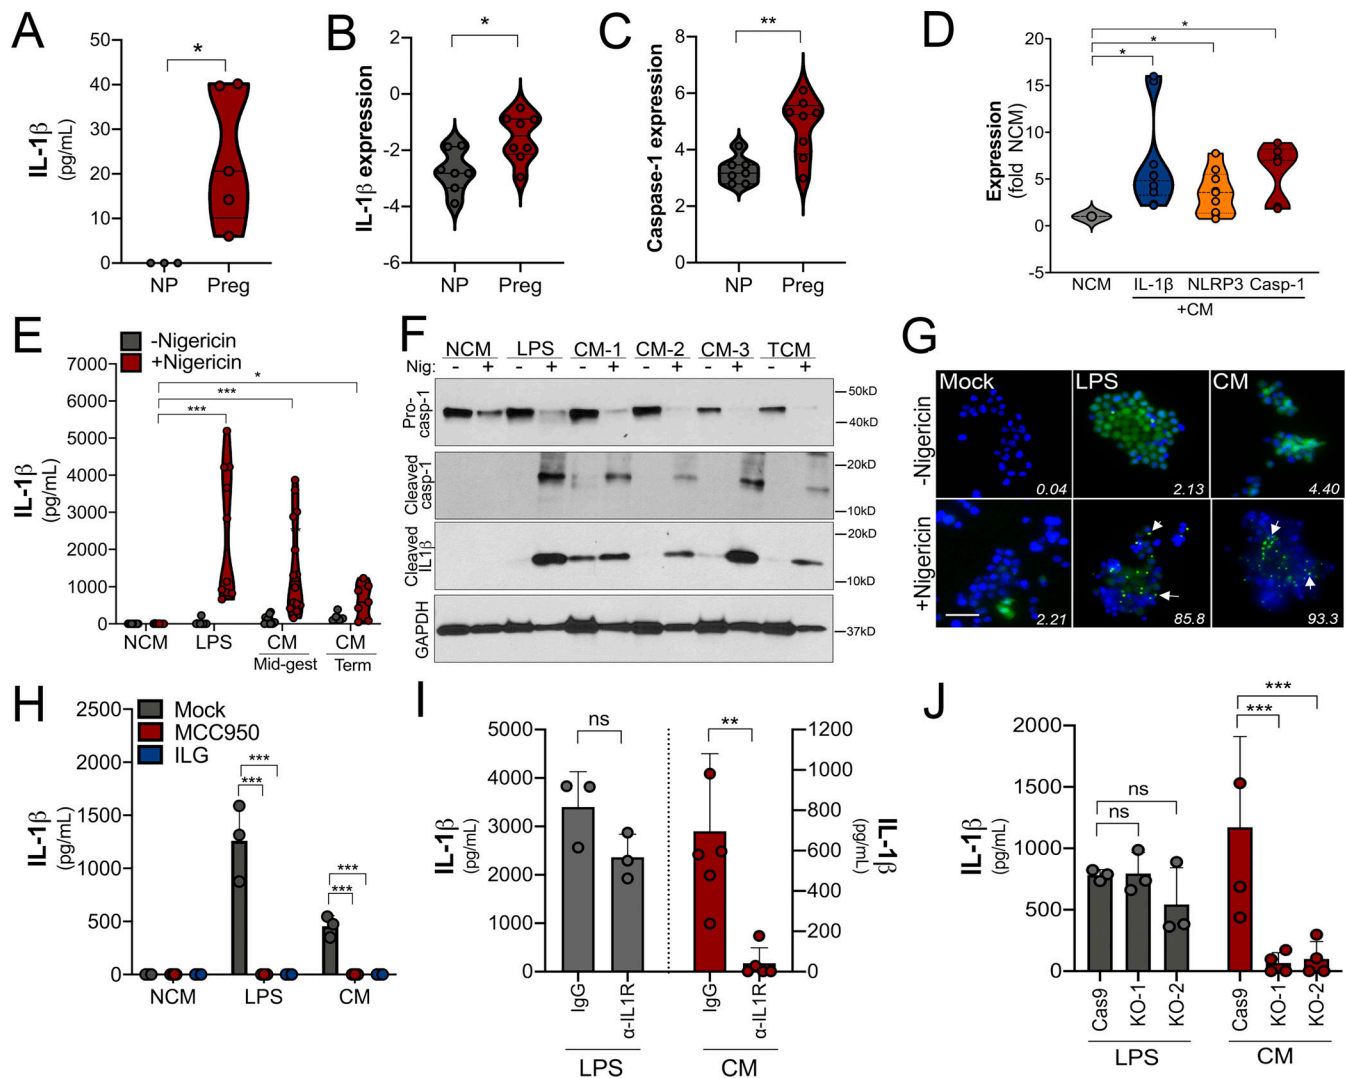 A
50
40
30
20
10
0
IL-1β
(pg/mL)
*
NP
Preg
B
2
0
-2
-4
-6
IL-1β expression
*
NP
Preg
C
8
6
4
2
0
Caspase-1 expression
**
NP
Preg
D
20
15
10
5
0
-5
Expression
(fold NCM)
*
*
*
NCM
IL-1β
NLRP3
Casp-1
+CM
E
-Nigericin
+Nigericin
7000
6000
5000
4000
3000
2000
1000
0
IL-1β
(pg/mL)
*
***
***
NCM
LPS
CM
CM
Mid-gest
Term
F
NCM
LPS
CM-1
CM-2
CM-3
TCM
Nig:
-
+
-
+
-
+
-
+
-
+
-
+
Pro-
casp-1
50kD
40kD
Cleaved
casp-1
20kD
10kD
Cleaved
IL1β
20kD
10kD
GAPDH
37kD
G
-Nigericin
Mock
LPS
CM
0.04
2.13
4.40
+Nigericin
2.21
85.8
93.3
H
Mock
MCC950
ILG
2500
2000
1500
1000
500
0
IL-1β
(pg/mL)
***
***
***
***
NCM
LPS
CM
I
5000
4000
3000
2000
1000
0
IL-1β
(pg/mL)
ns
**
1200
1000
800
600
400
200
0
IL-1β
(pg/mL)
IgG
α-IL1R
IgG
α-IL1R
LPS
CM
J
2000
1500
1000
500
0
IL-1β
(pg/mL)
ns
ns
***
***
Cas9
KO-1
KO-2
Cas9
KO-1
KO-2
LPS
CM